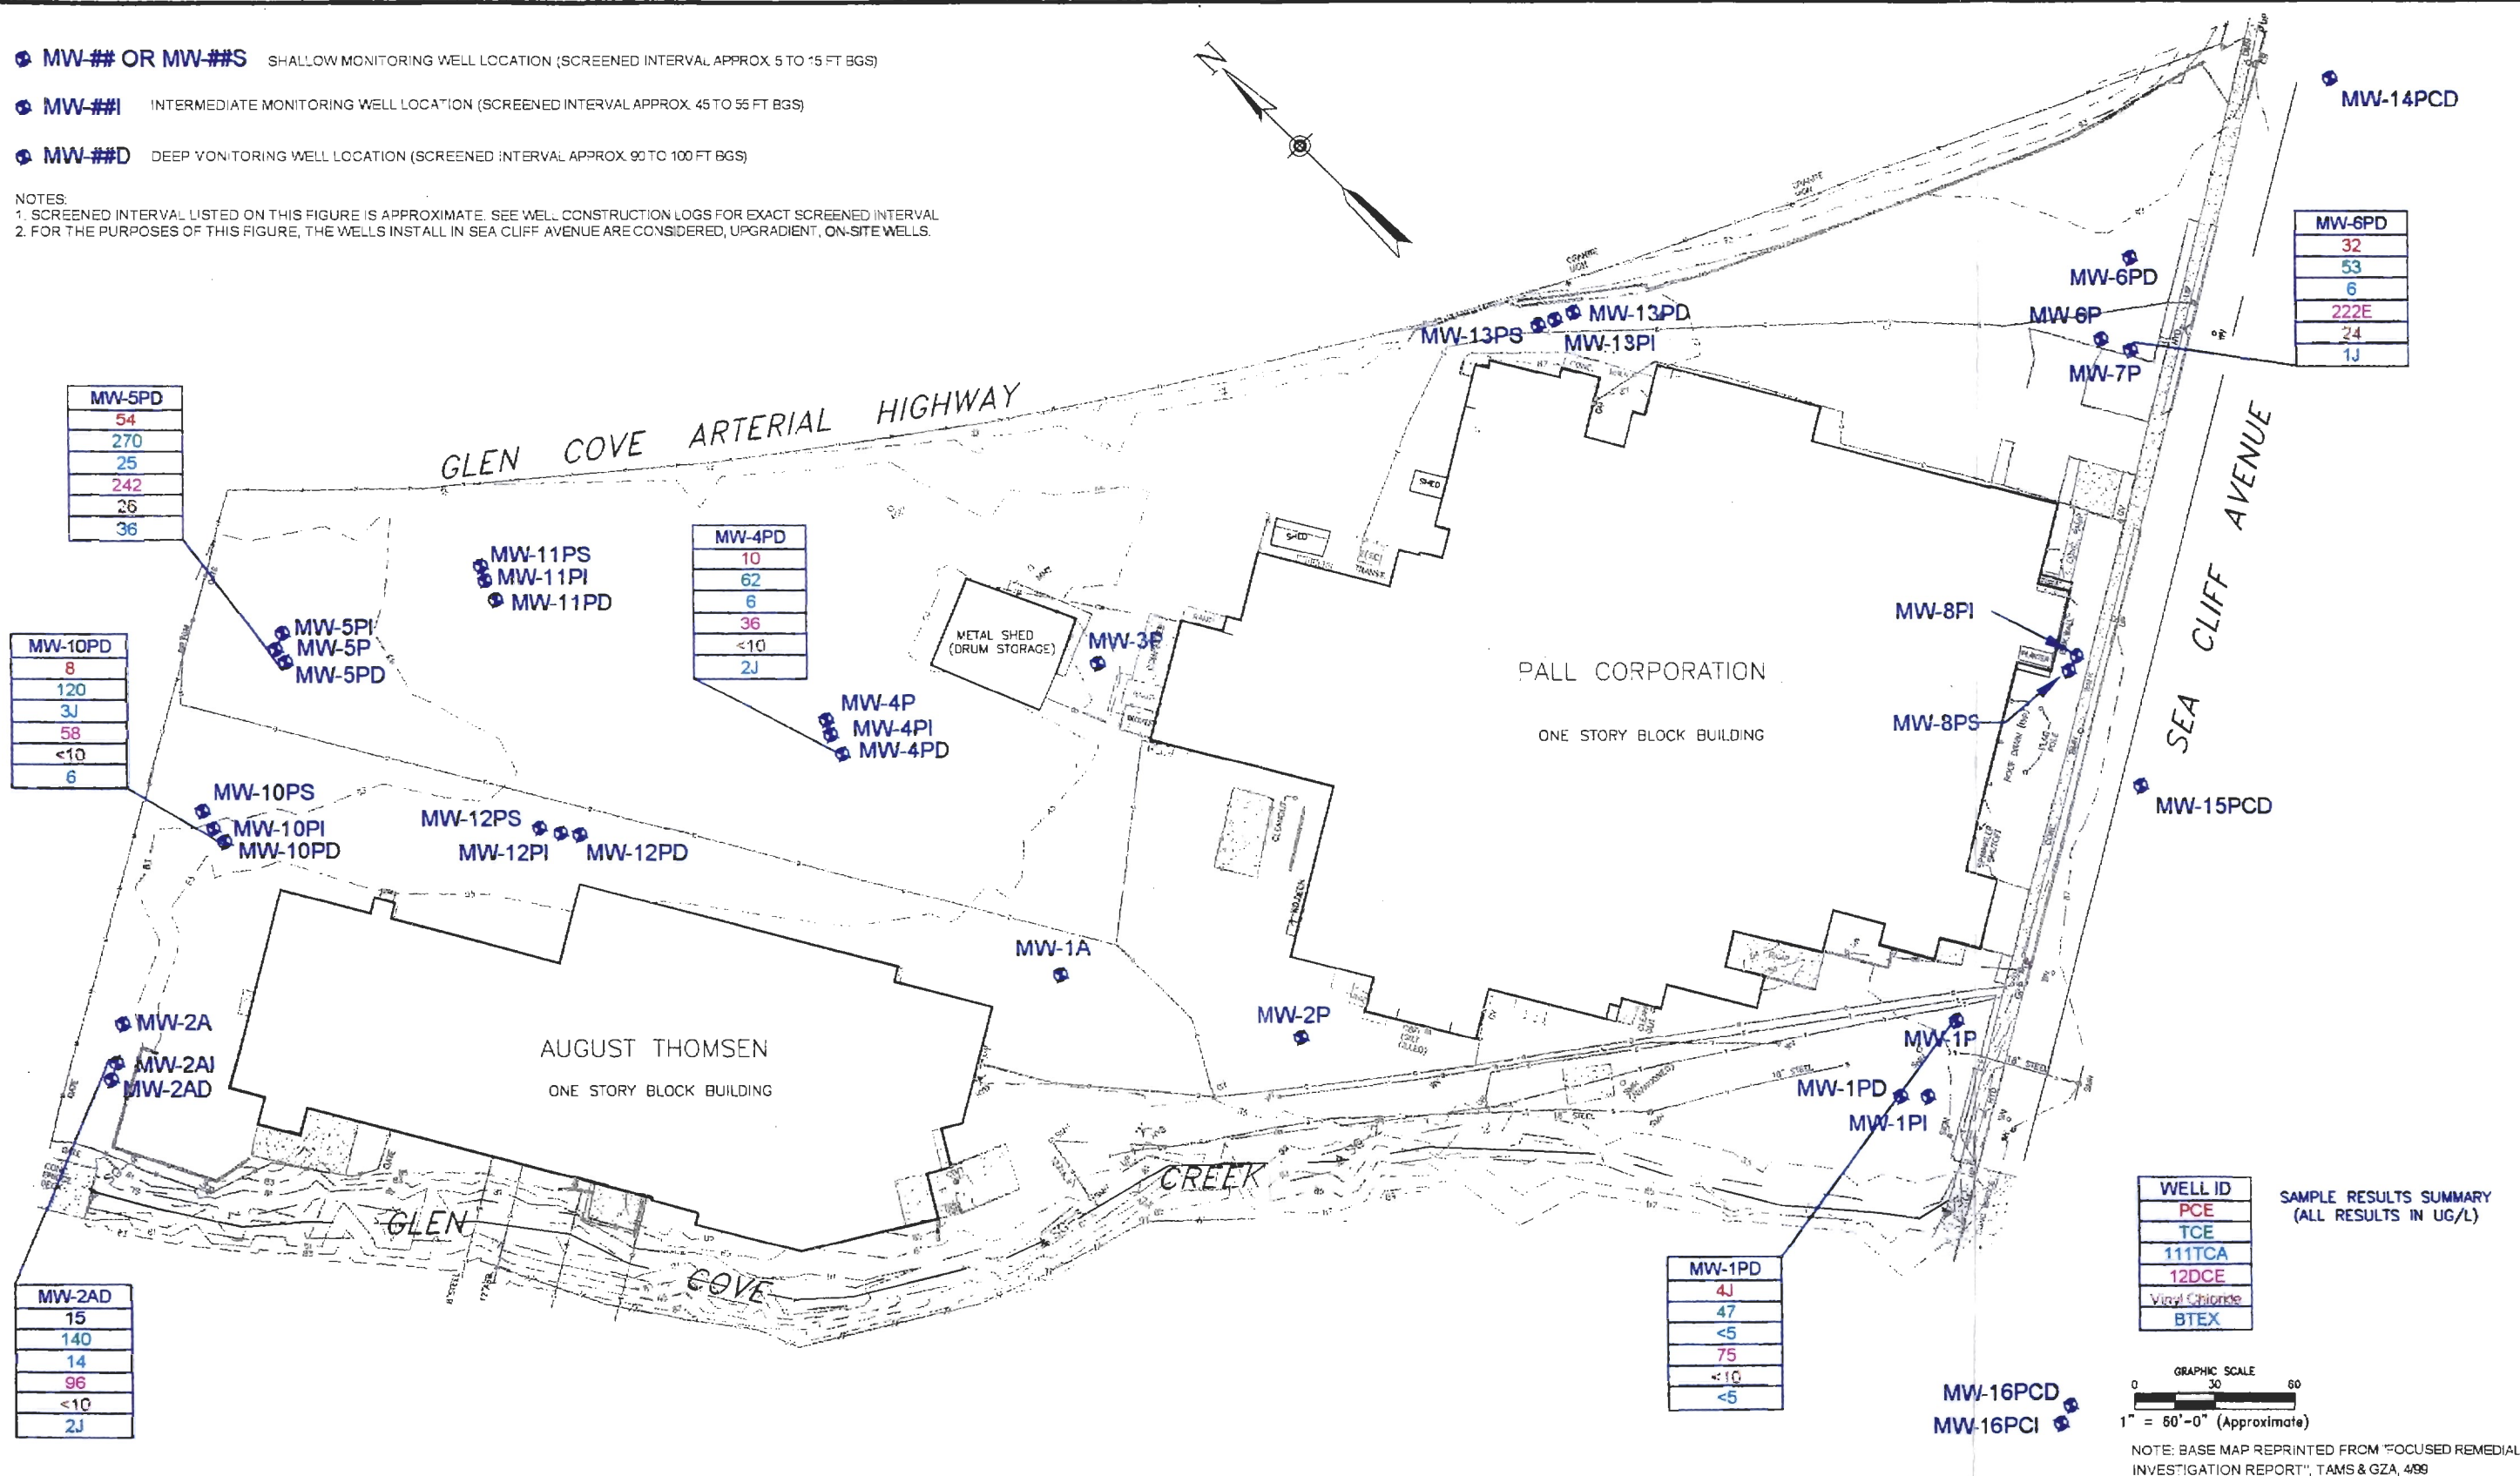 MW-## OR MW-##S SHALLOW MONITORING WELL LOCATION (SCREENED INTERVAL APPROX 5 TO 15 FT BGS)
MW-##I INTERMEDIATE MONITORING WELL LOCATION (SCREENED INTERVAL APPROX. 45 TO 55 FT BGS)
MW-##D DEEP MONITORING WELL LOCATION (SCREENED INTERVAL APPROX. 90 TO 100 FT BGS)
NOTES:
1. SCREENED INTERVAL LISTED ON THIS FIGURE IS APPROXIMATE. SEE WELL CONSTRUCTION LOGS FOR EXACT SCREENED INTERVAL
2. FOR THE PURPOSES OF THIS FIGURE, THE WELLS INSTALL IN SEA CLIFF AVENUE ARE CONSIDERED, UPGRADIENT, ON-SITE WELLS.
N
MW-14PCD
MW-6PD
32
53
6
222E
24
1J
MW-6PD
MW-6P
MW-7P
MW-13PS
MW-13PD
MW-13PI
GLEN COVE ARTERIAL HIGHWAY
SEA CLIFF AVENUE
MW-5PD
54
270
25
242
26
36
MW-11PS
MW-11PI
MW-11PD
MW-4PD
10
62
6
36
<10
2J
SHED
SHED
TRANSF.
METAL SHED
(DRUM STORAGE)
MW-3P
MW-5PI
MW-5P
MW-5PD
MW-10PD
8
120
3J
58
<10
6
MW-4P
MW-4PI
MW-4PD
PALL CORPORATION
ONE STORY BLOCK BUILDING
MW-8PI
MW-8PS
MW-15PCD
MW-10PS
MW-10PI
MW-10PD
MW-12PS
MW-12PI
MW-12PD
CLEANOUT
MW-1A
MW-2P
MW-1P
MW-1PD
MW-1PI
MW-2A
MW-2AI
MW-2AD
AUGUST THOMSEN
ONE STORY BLOCK BUILDING
18" STEEL
GLEN COVE CREEK
MW-2AD
15
140
14
96
<10
2J
MW-1PD
4J
47
<5
75
<10
<5
WELL ID
PCE
TCE
111TCA
12DCE
Vinyl Chloride
BTEX
SAMPLE RESULTS SUMMARY
(ALL RESULTS IN UG/L)
MW-16PCD
MW-16PCI
GRAPHIC SCALE
0 30 60
1" = 60'-0" (Approximate)
NOTE: BASE MAP REPRINTED FROM "FOCUSED REMEDIAL
INVESTIGATION REPORT", TAMS & GZA, 4/99